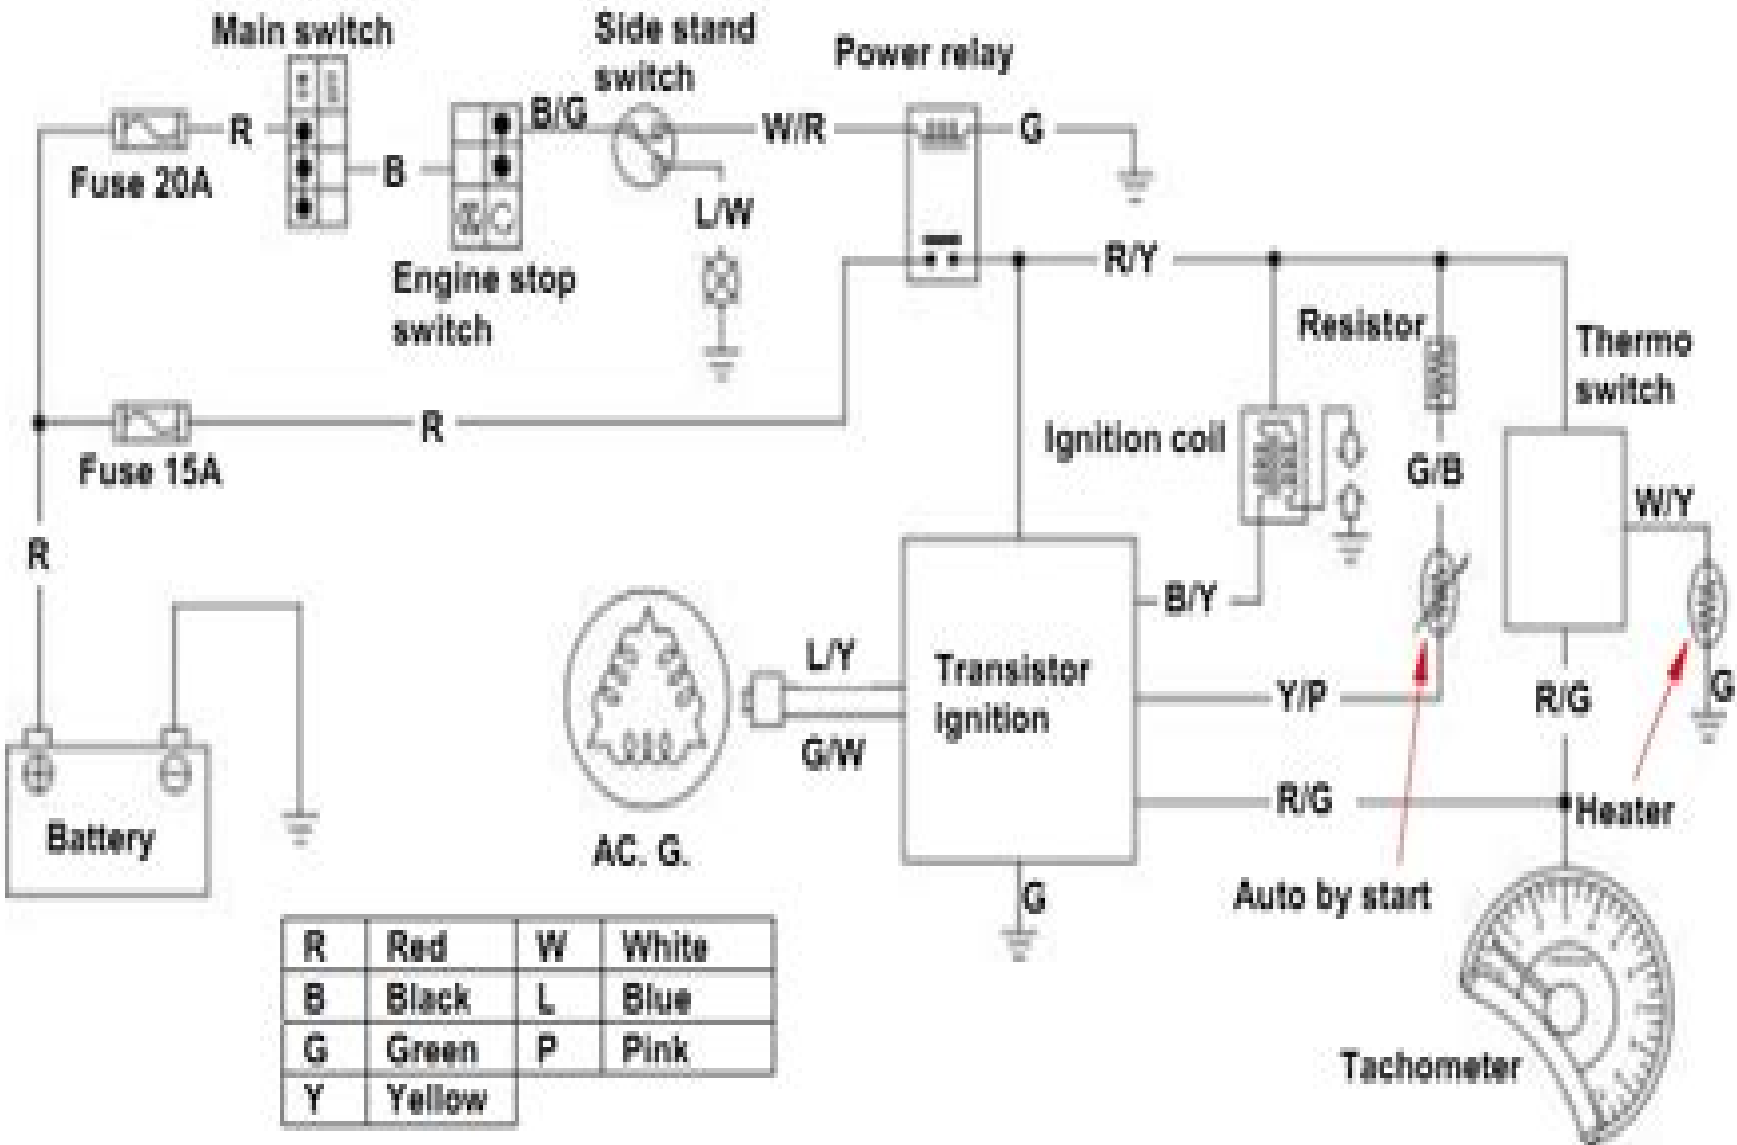 Main switch
Side stand
switch
Power relay
R
B/G
W/R
G
Fuse 20A
B
L/W
Engine stop
switch
R/Y
Resistor
Thermo
switch
R
Ignition coil
Fuse 15A
G/B
W/Y
R
B/Y
L/Y
Transistor
ignition
G/W
Y/P
R/G
G
R/G
Heater
Battery
AC. G.
G
Auto by start
R Red W White
B Black L Blue
G Green P Pink
Y Yellow
Tachometer